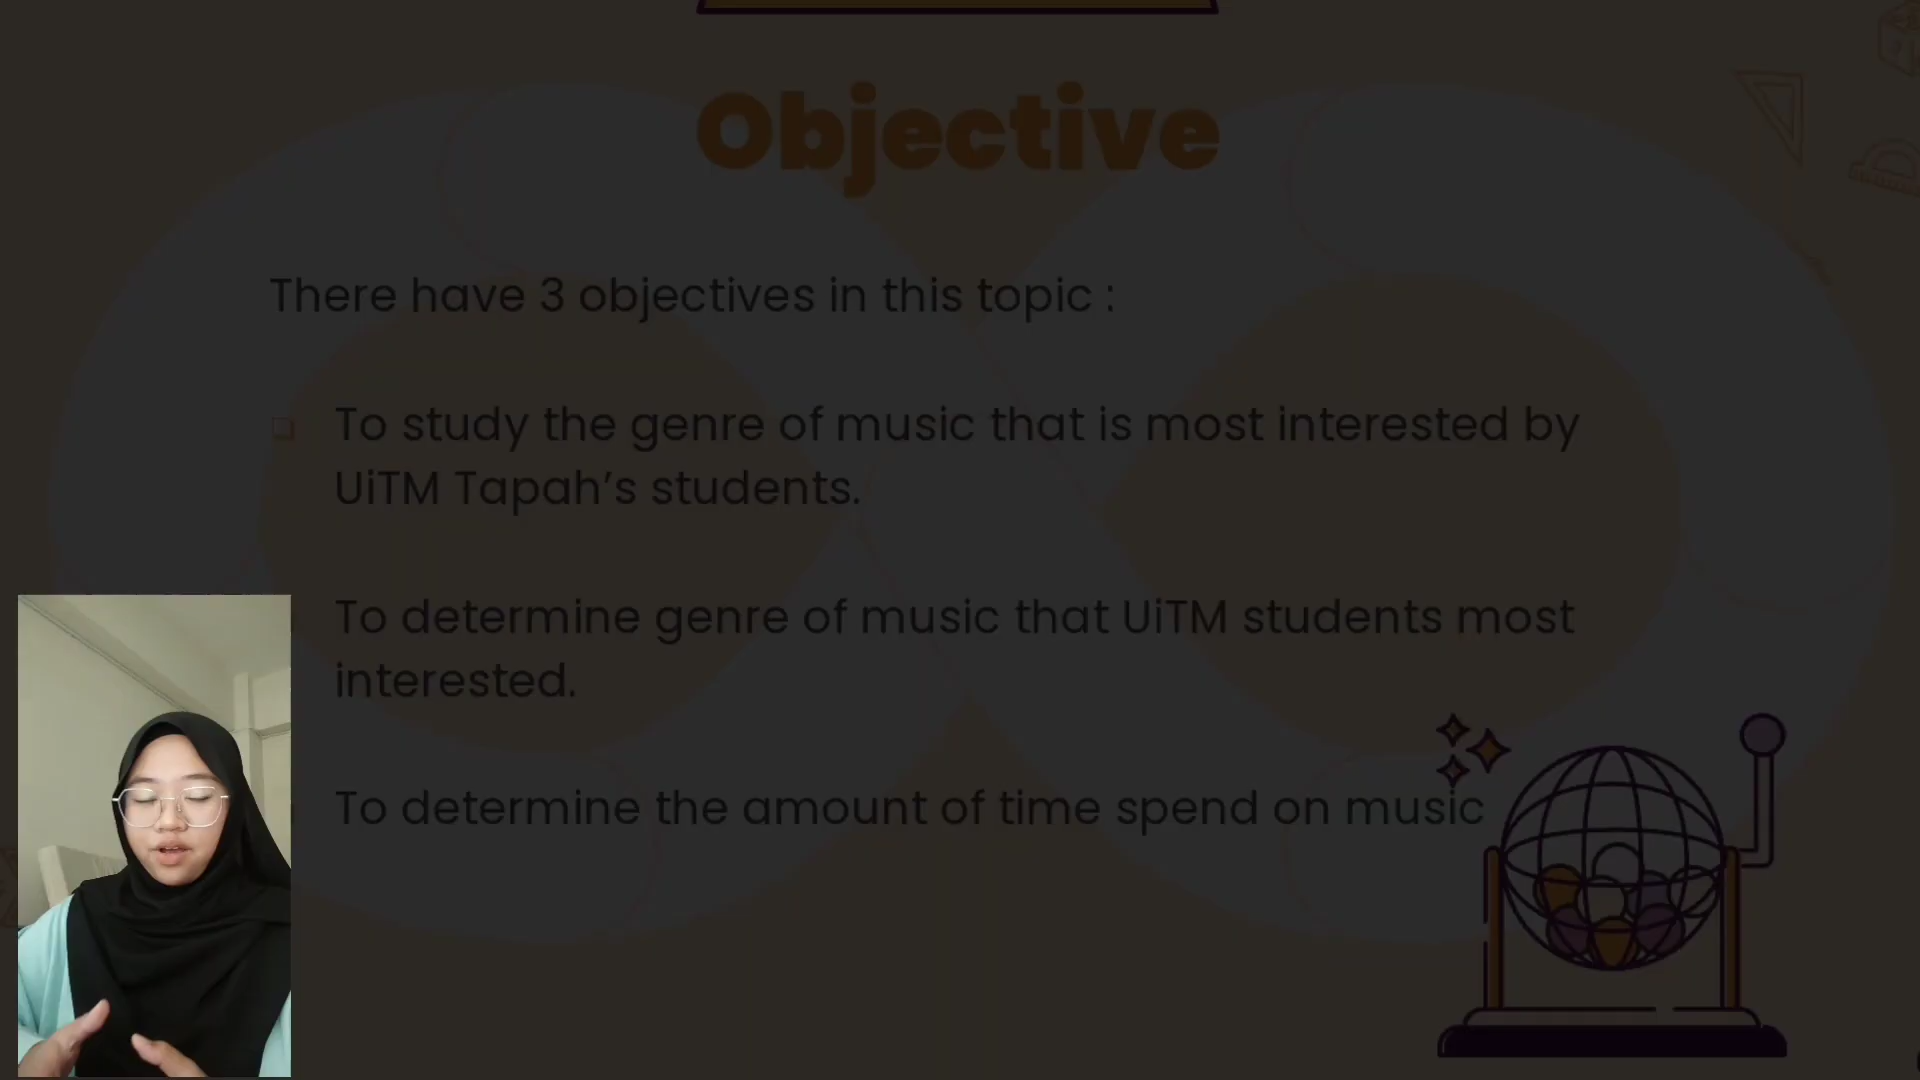 Objective
There have 3 objectives in this topic :
To study the genre of music that is most interested by
UiTM Tapah’s students.
To determine genre of music that UiTM students most
interested.
To determine the amount of time spend on music